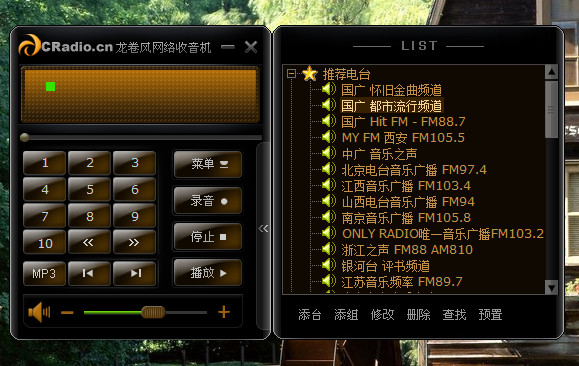 CRadio.cn 龙卷风网络收音机
1 2 3 菜单
4 5 6 录音
7 8 9 停止
10 « »
MP3 播放
«
LIST
推荐电台
国广 怀旧金曲频道
国广 都市流行频道
国广 Hit FM - FM88.7
MY FM 西安 FM105.5
中广 音乐之声
北京电台音乐广播 FM97.4
江西音乐广播 FM103.4
山西电台音乐广播 FM94
南京音乐广播 FM105.8
ONLY RADIO唯一音乐广播FM103.2
浙江之声 FM88 AM810
银河台 评书频道
江苏音乐频率 FM89.7
添台 添组 修改 删除 查找 预置